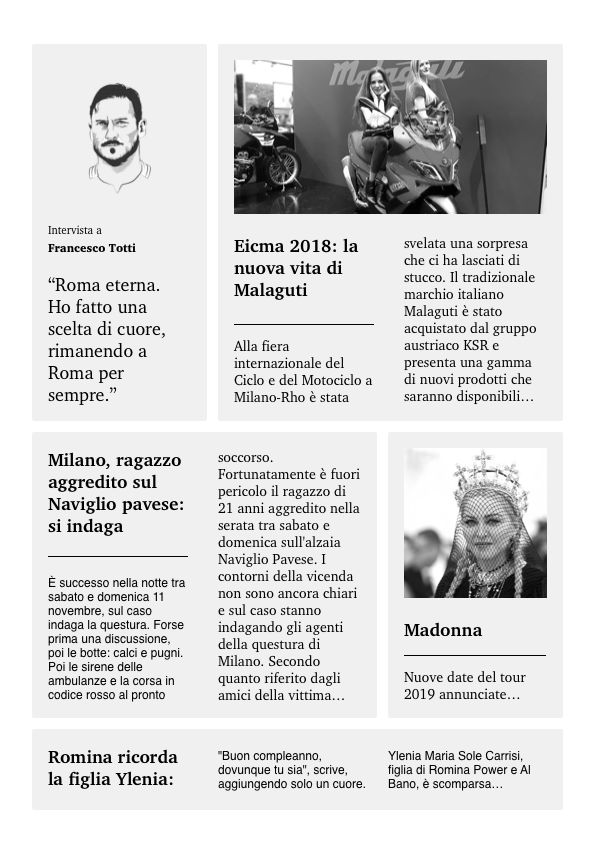 Malaguti
Intervista a
Francesco Totti
“Roma eterna.
Ho fatto una
scelta di cuore,
rimanendo a
Roma per
sempre.”
Eicma 2018: la
nuova vita di
Malaguti
Alla fiera
internazionale del
Ciclo e del Motociclo a
Milano-Rho è stata
svelata una sorpresa
che ci ha lasciati di
stucco. Il tradizionale
marchio italiano
Malaguti è stato
acquistato dal gruppo
austriaco KSR e
presenta una gamma
di nuovi prodotti che
saranno disponibili…
Milano, ragazzo
aggredito sul
Naviglio pavese:
si indaga
È successo nella notte tra
sabato e domenica 11
novembre, sul caso
indaga la questura. Forse
prima una discussione,
poi le botte: calci e pugni.
Poi le sirene delle
ambulanze e la corsa in
codice rosso al pronto
soccorso.
Fortunatamente è fuori
pericolo il ragazzo di
21 anni aggredito nella
serata tra sabato e
domenica sull'alzaia
Naviglio Pavese. I
contorni della vicenda
non sono ancora chiari
e sul caso stanno
indagando gli agenti
della questura di
Milano. Secondo
quanto riferito dagli
amici della vittima…
Madonna
Nuove date del tour
2019 annunciate…
Romina ricorda
la figlia Ylenia:
"Buon compleanno,
dovunque tu sia", scrive,
aggiungendo solo un cuore.
Ylenia Maria Sole Carrisi,
figlia di Romina Power e Al
Bano, è scomparsa…